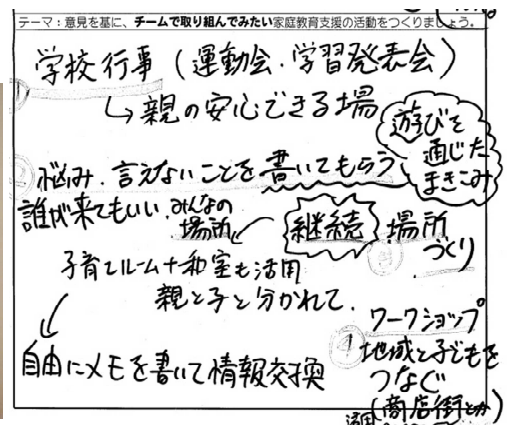 テーマ：意見を基に、チームで取り組んでみたい家庭教育支援の活動をつくりましょう。
学校行事（運動会・学習発表会）
↳親の安心できる場
遊びを
通じた
まきこみ
② 悩み、言えないことを書いてもらう
誰が来てもいい、みんなの
場所
継続 場所
づくり
③
子育てルーム＋和室も活用
親と子と分かれて、
自由にメモを書いて情報交換
ワークショップ
④ 地域と子どもを
つなぐ
（商店街とか）
活用